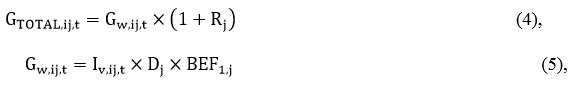 G_TOTAL,ij,t = G_w,ij,t × (1 + R_j) (4),
G_w,ij,t = I_v,ij,t × D_j × BEF_1,j (5),